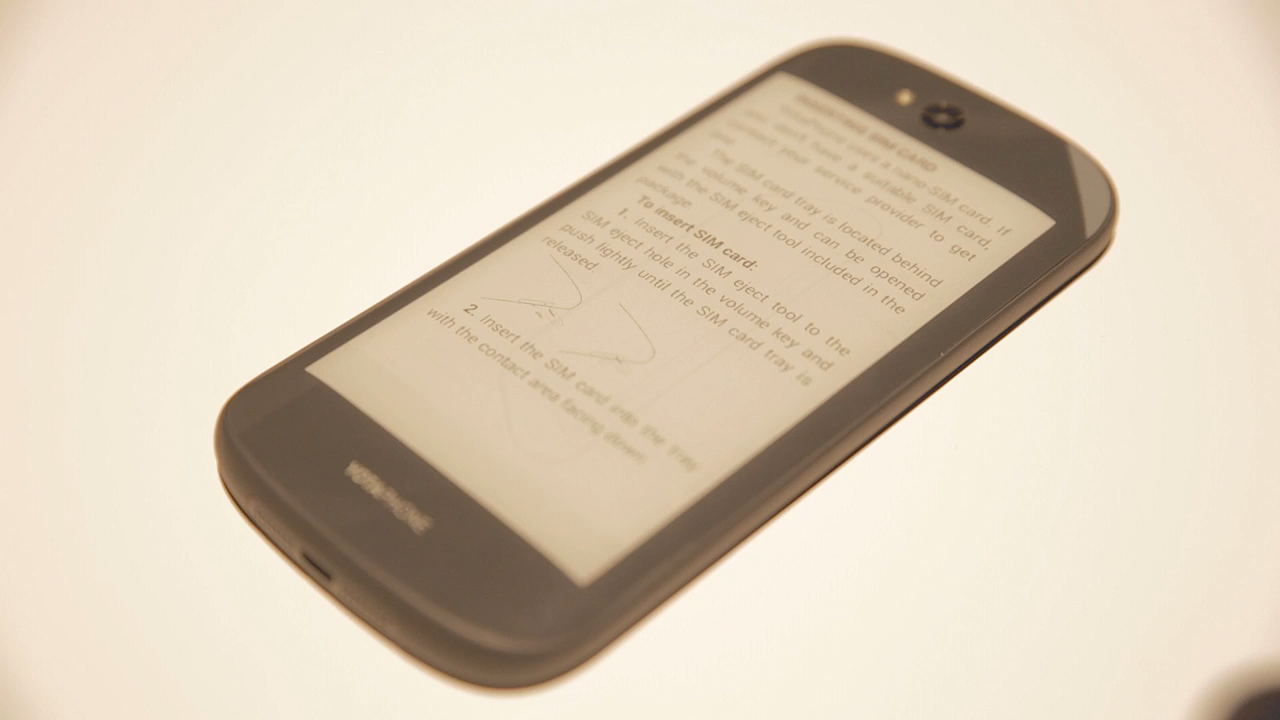 INSERTING SIM CARD
YotaPhone uses a nano-SIM card. If
you don't have a suitable SIM card,
contact your service provider to get
one.
The SIM card tray is located behind
the volume key and can be opened
with the SIM eject tool included in the
package.
To insert SIM card:
1. Insert the SIM eject tool to the
SIM eject hole in the volume key and
push lightly until the SIM card tray is
released.
2. Insert the SIM card into the tray
with the contact area facing down.
YOTAPHONE